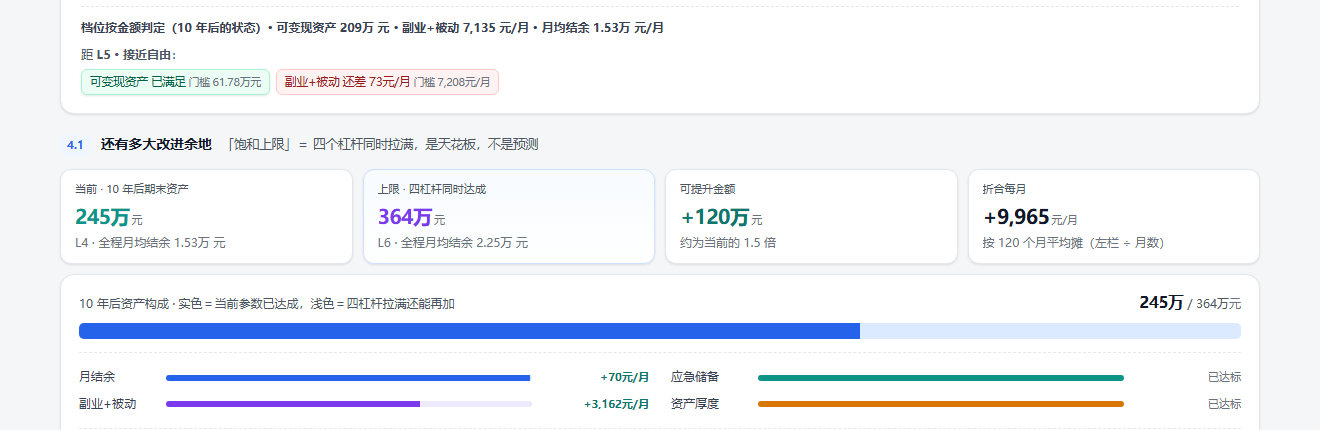 档位按金额判定（10 年后的状态）• 可变现资产 209万 元 • 副业+被动 7,135 元/月 • 月均结余 1.53万 元/月
距 L5 • 接近自由：
可变现资产 已满足 门槛 61.78万元 副业+被动 还差 73元/月 门槛 7,208元/月
4.1 还有多大改进余地 「饱和上限」= 四个杠杆同时拉满，是天花板，不是预测
当前 · 10 年后期末资产
245万 元
L4 · 全程月均结余 1.53万 元
上限 · 四杠杆同时达成
364万 元
L6 · 全程月均结余 2.25万 元
可提升金额
+120万 元
约为当前的 1.5 倍
折合每月
+9,965 元/月
按 120 个月平均摊（左栏 ÷ 月数）
10 年后资产构成 · 实色 = 当前参数已达成，浅色 = 四杠杆拉满还能再加 245万 / 364万元
月结余 +70元/月 应急储备 已达标
副业+被动 +3,162元/月 资产厚度 已达标